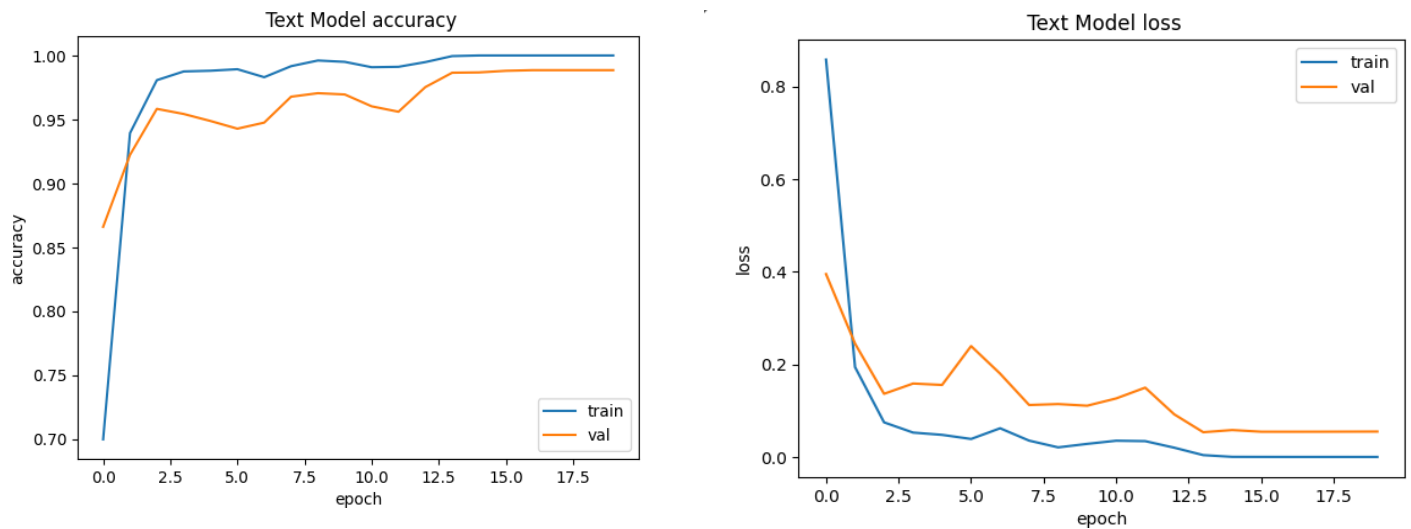 Text Model accuracy
1.00
0.95
0.90
0.85
0.80
0.75
0.70
accuracy
train
val
0.0 2.5 5.0 7.5 10.0 12.5 15.0 17.5
epoch
Text Model loss
0.8
0.6
0.4
0.2
0.0
loss
train
val
0.0 2.5 5.0 7.5 10.0 12.5 15.0 17.5
epoch